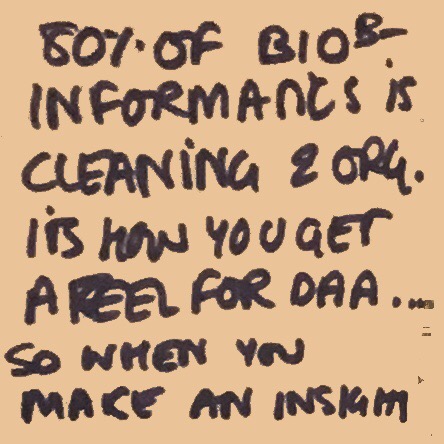 80% OF BIO
INFORMATICS IS
CLEANING & ORG.
ITS HOW YOU GET
A FEEL FOR DATA...
SO WHEN YOU
MAKE AN INSIGHT